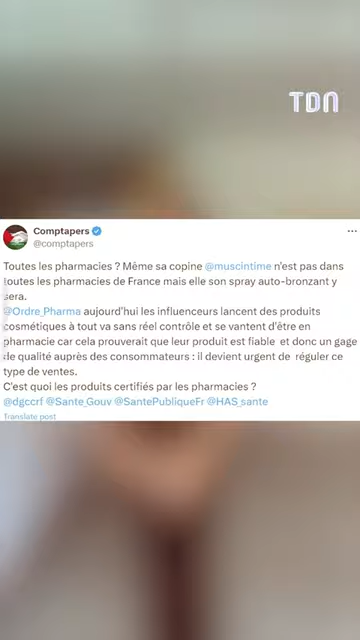 TDN
Comptapers
@comptapers
Toutes les pharmacies ? Même sa copine @muscintime n'est pas dans
toutes les pharmacies de France mais elle son spray auto-bronzant y
sera.
@Ordre_Pharma aujourd'hui les influenceurs lancent des produits
cosmétiques à tout va sans réel contrôle et se vantent d'être en
pharmacie car cela prouverait que leur produit est fiable et donc un gage
de qualité auprès des consommateurs : il devient urgent de réguler ce
type de ventes.
C'est quoi les produits certifiés par les pharmacies ?
@dgccrf @Sante_Gouv @SantePubliqueFr @HAS_sante
Translate post